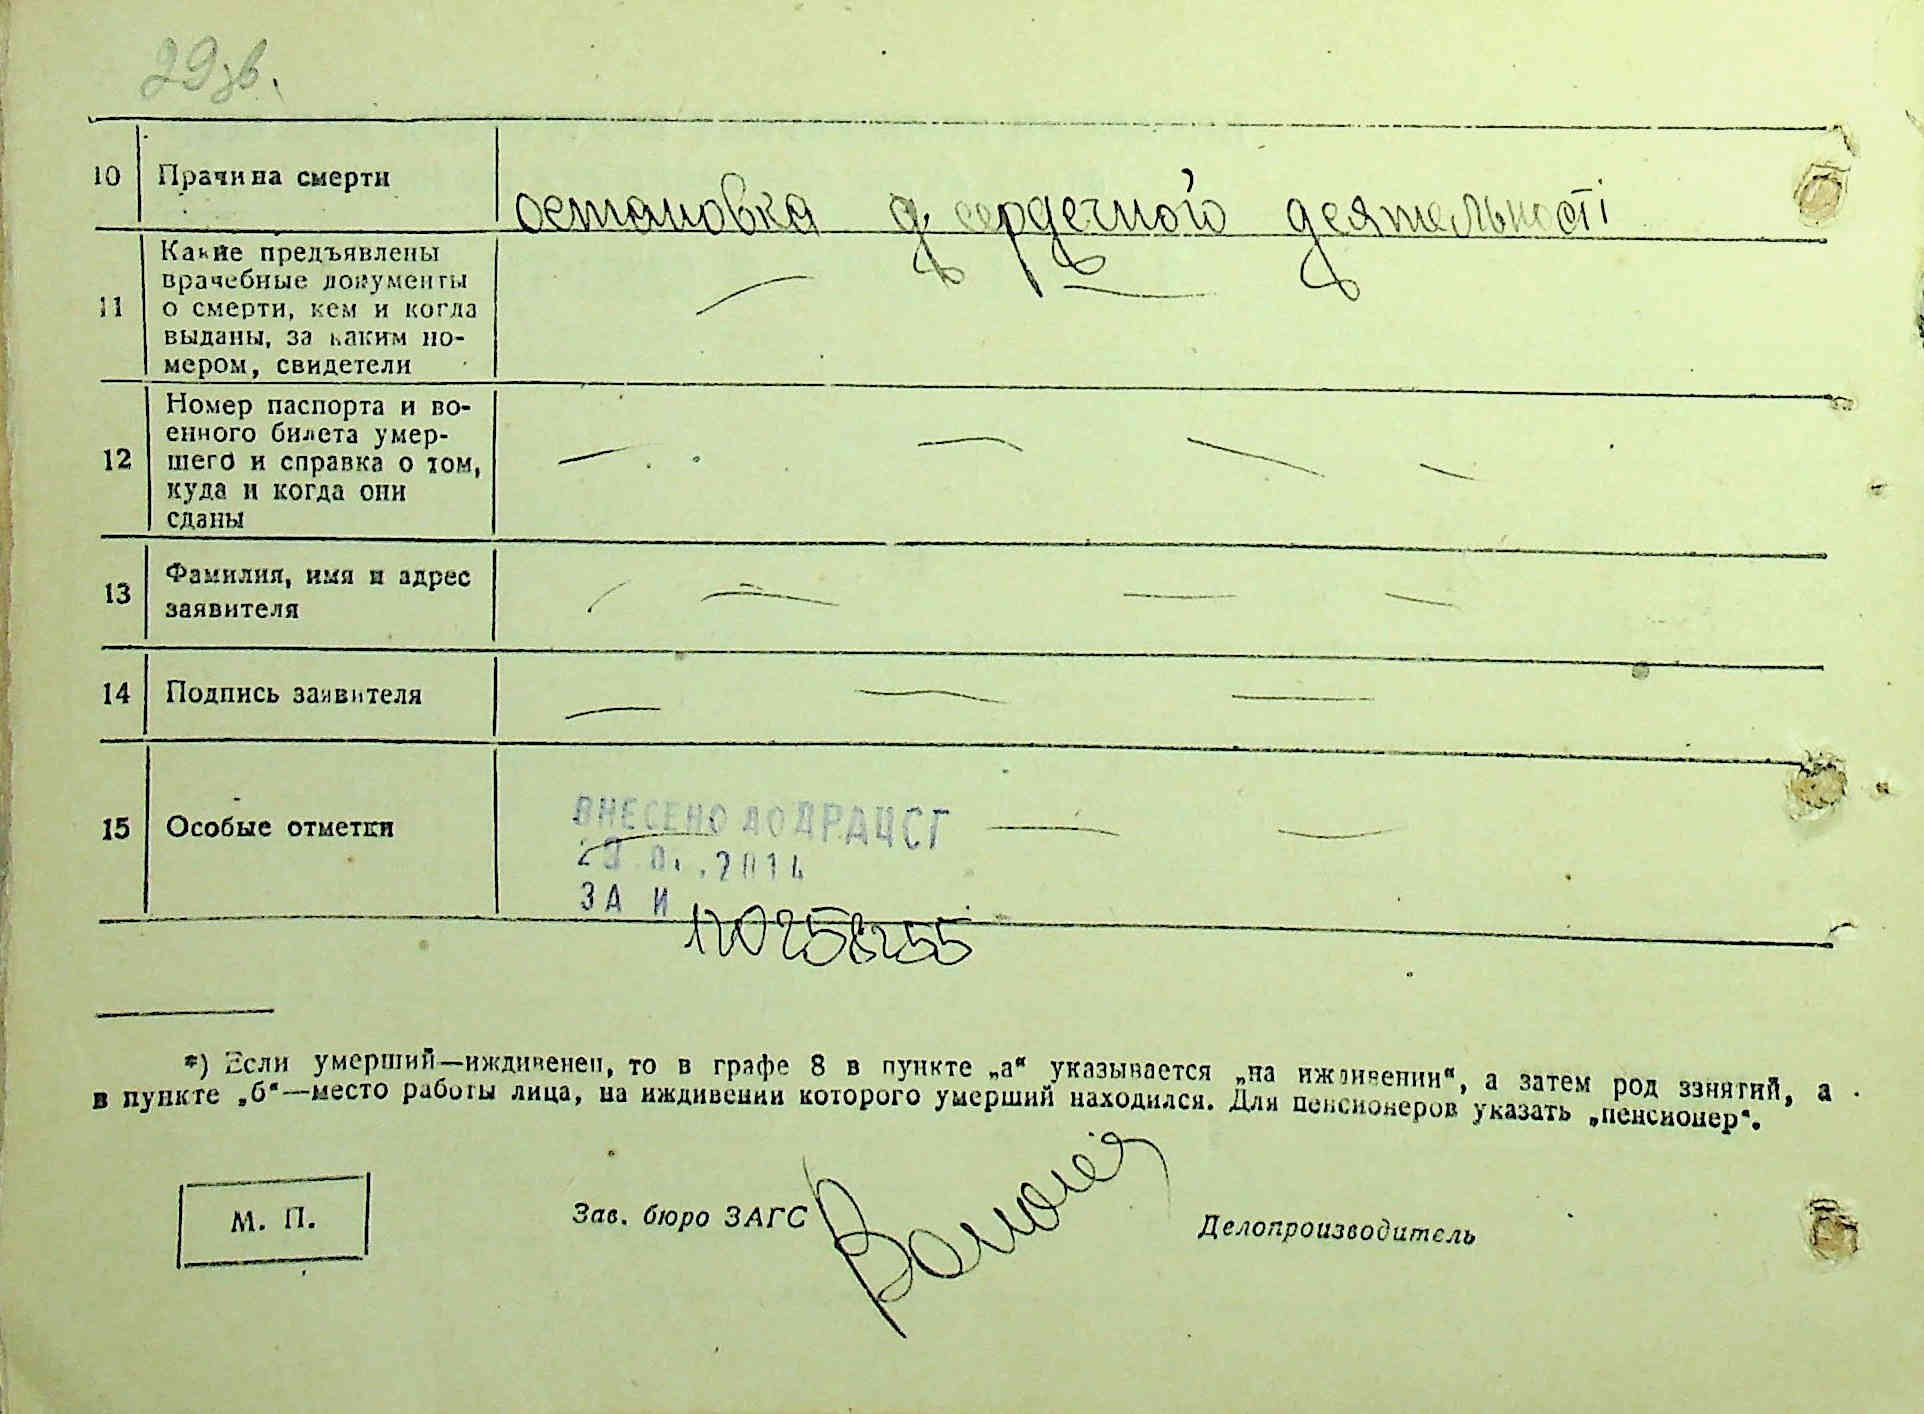 29зв.
10 Причина смерти остановка сердечного деятельності
11 Какие предъявлены
врачебные документы
о смерти, кем и когда
выданы, за каким но-
мером, свидетели
12 Номер паспорта и во-
енного билета умер-
шего и справка о том,
куда и когда они
сданы
13 Фамилия, имя и адрес
заявителя
14 Подпись заявителя
15 Особые отметки
ВНЕСЕНО ДО ДРАЦСГ
ЗА №
*) Если умерший—иждивенец, то в графе 8 в пункте „а“ указывается „на иждивении“, а затем род занятий, а
в пункте „б“—место работы лица, на иждивении которого умерший находился. Для пенсионеров указать „пенсионер“.
М. П.
Зав. бюро ЗАГС
Делопроизводитель